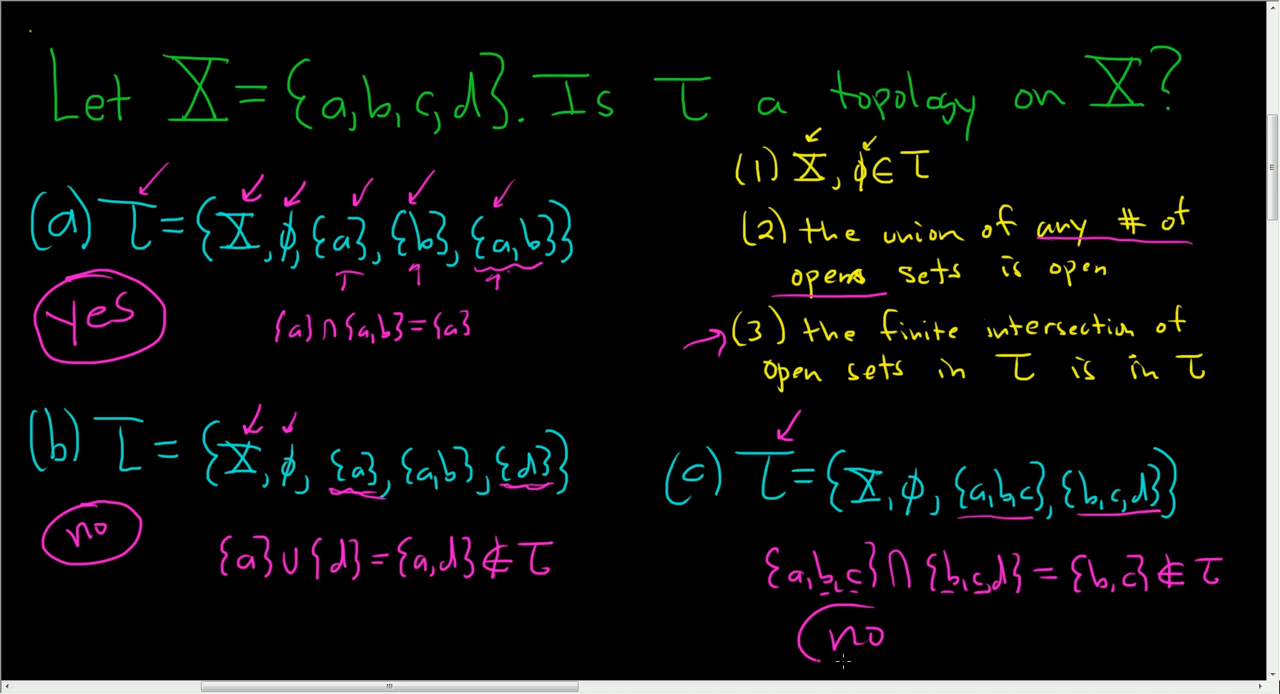 Let X = {a,b,c,d}. Is τ a topology on X?
(1) X, ϕ ∈ τ
(a) τ = {X, ϕ, {a}, {b}, {a,b}}
(2) the union of any # of
opens sets is open
yes
{a} ∩ {a,b} = {a}
(3) the finite intersection of
open sets in τ is in τ
(b) τ = {X, ϕ, {a}, {a,b}, {d}}
no
{a} ∪ {d} = {a,d} ∉ τ
(c) τ = {X, ϕ, {a,b,c}, {b,c,d}}
{a,b,c} ∩ {b,c,d} = {b,c} ∉ τ
no